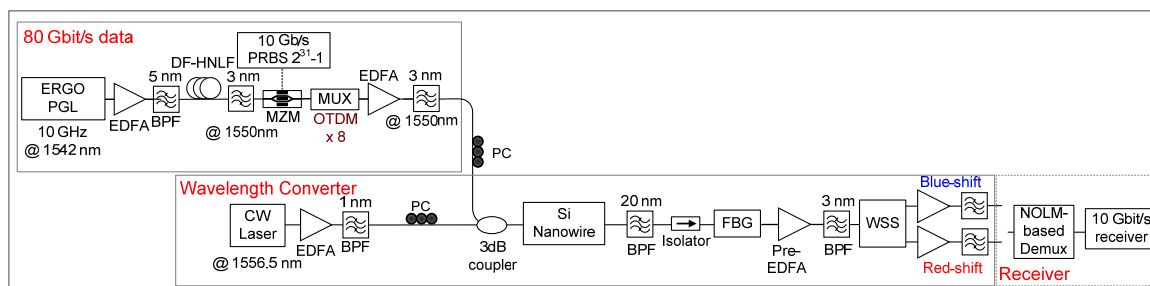 80 Gbit/s data
10 Gb/s
PRBS 2³¹-1
DF-HNLF
5 nm
3 nm
EDFA
3 nm
ERGO
PGL
EDFA
BPF
MZM
MUX
OTDM
x 8
10 GHz
@ 1542 nm
@ 1550nm
@ 1550nm
PC
Wavelength Converter
1 nm
PC
CW
Laser
EDFA
BPF
@ 1556.5 nm
3dB
coupler
Si
Nanowire
20 nm
BPF
Isolator
FBG
Pre-
EDFA
3 nm
BPF
WSS
Blue-shift
Red-shift
NOLM-
based
Demux
10 Gbit/s
receiver
Receiver